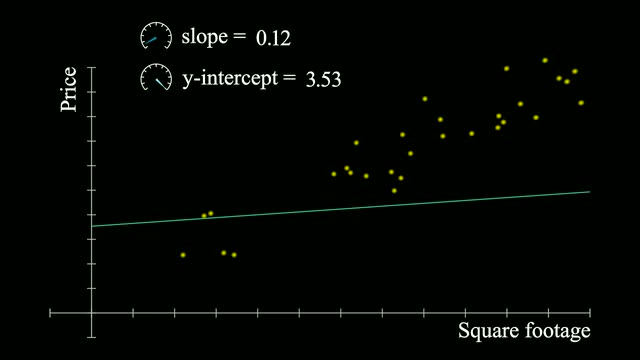 slope = 0.12
y-intercept = 3.53
Price
Square footage